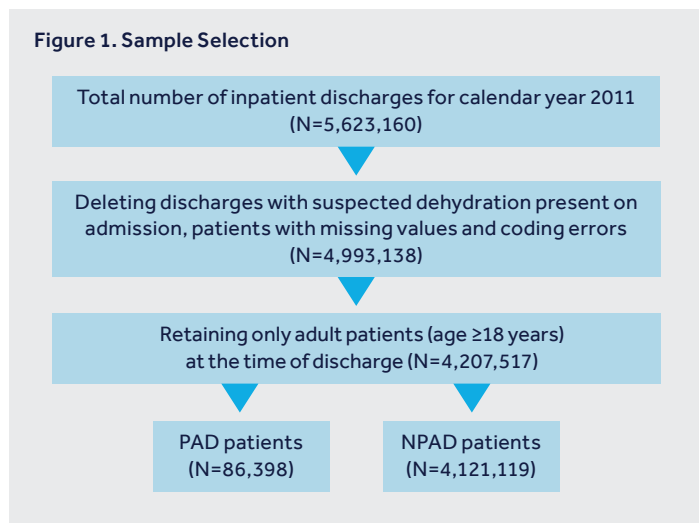 Figure 1. Sample Selection
Total number of inpatient discharges for calendar year 2011
(N=5,623,160)
Deleting discharges with suspected dehydration present on
admission, patients with missing values and coding errors
(N=4,993,138)
Retaining only adult patients (age ≥18 years)
at the time of discharge (N=4,207,517)
PAD patients
(N=86,398)
NPAD patients
(N=4,121,119)